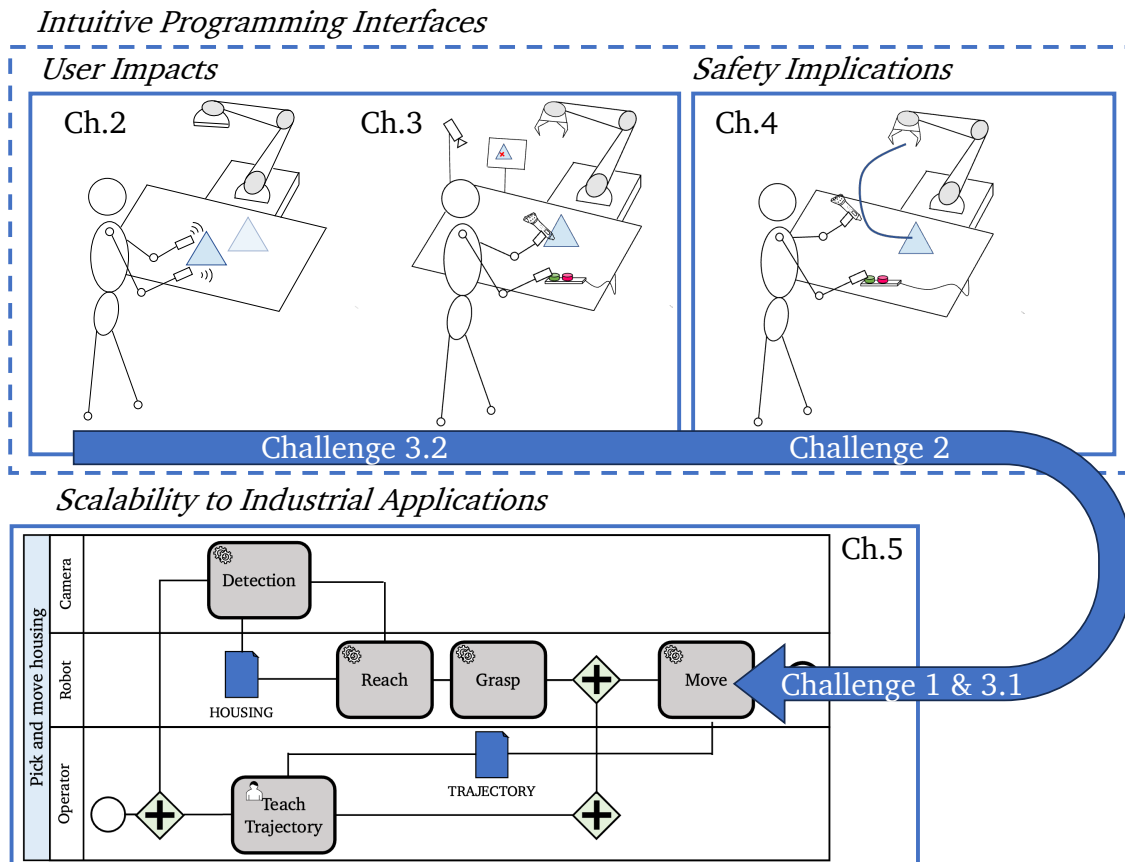 Intuitive Programming Interfaces
User Impacts
Safety Implications
Ch.2
Ch.3
Ch.4
Challenge 3.2
Challenge 2
Scalability to Industrial Applications
Ch.5
Pick and move housing
Camera
Detection
Robot
HOUSING
Reach
Grasp
Move
Challenge 1 & 3.1
Operator
Teach
Trajectory
TRAJECTORY